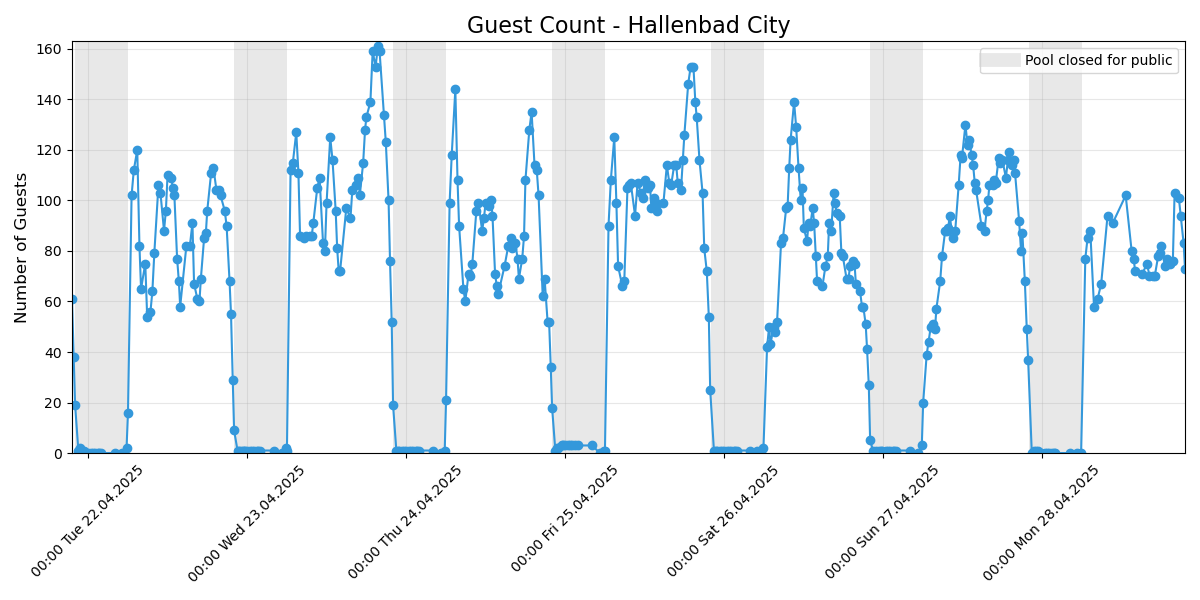 Guest Count - Hallenbad City
Pool closed for public
Number of Guests
160
140
120
100
80
60
40
20
0
00:00 Tue 22.04.2025
00:00 Wed 23.04.2025
00:00 Thu 24.04.2025
00:00 Fri 25.04.2025
00:00 Sat 26.04.2025
00:00 Sun 27.04.2025
00:00 Mon 28.04.2025